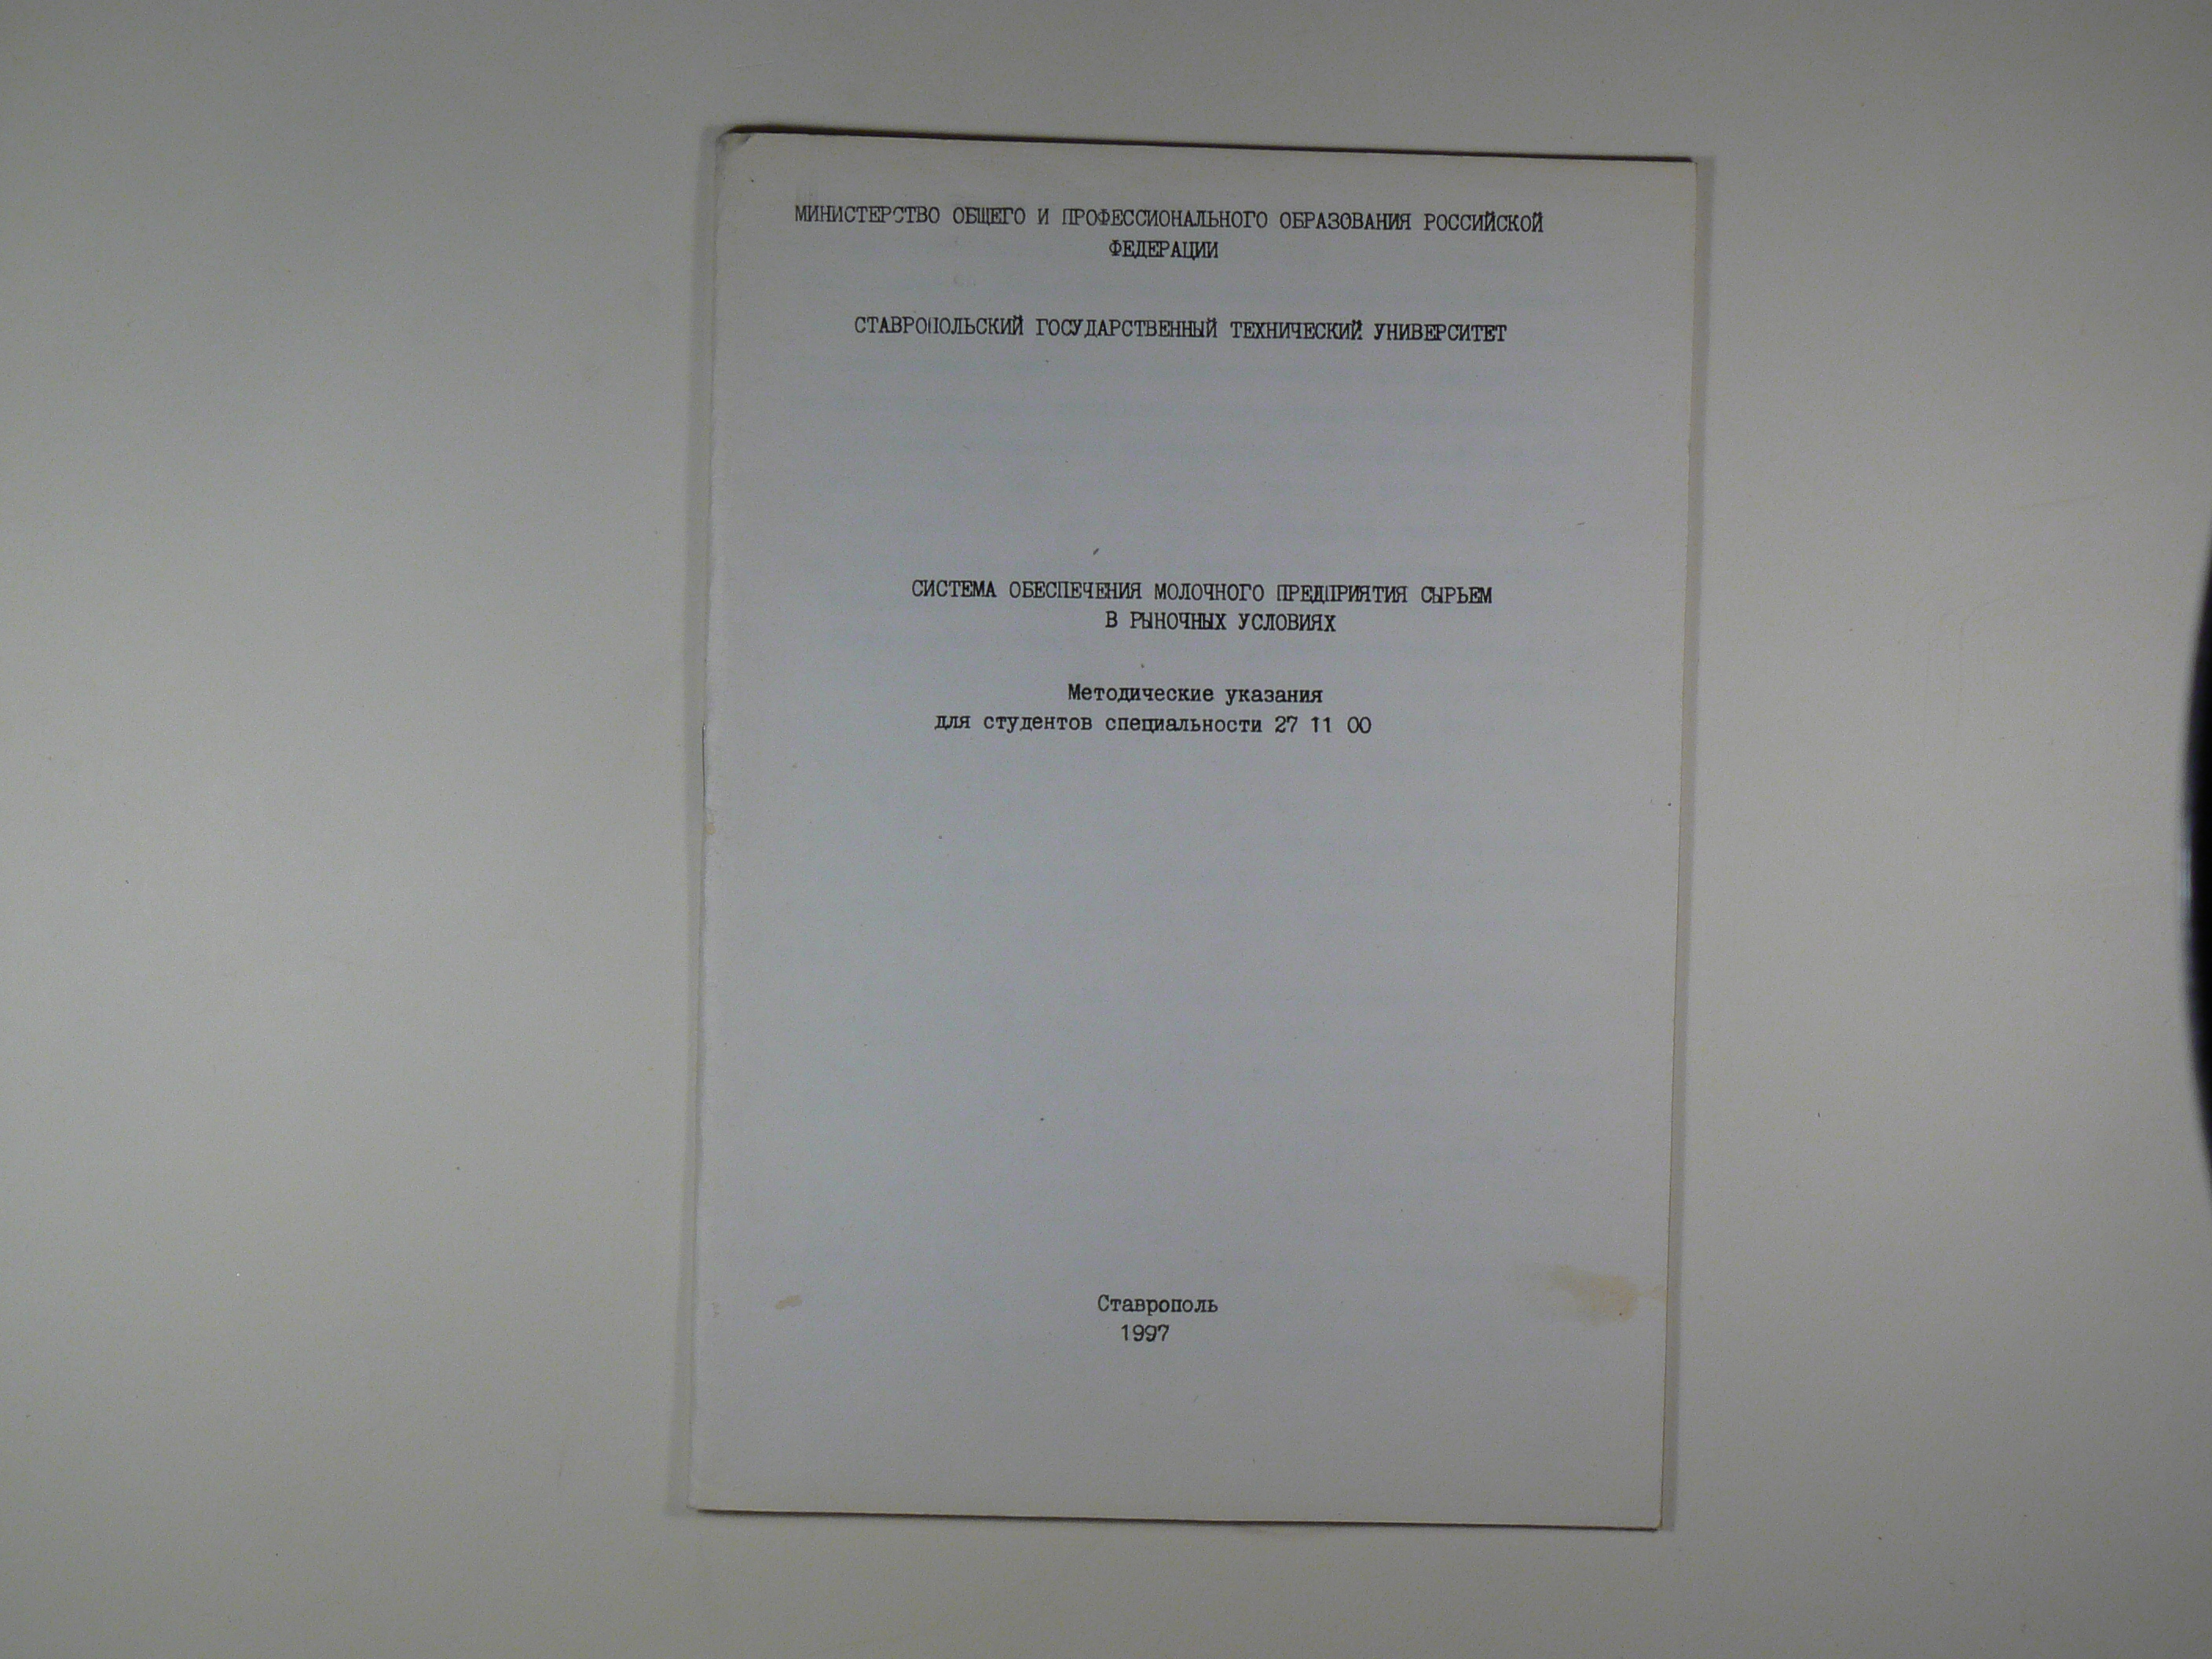 МИНИСТЕРСТВО ОБЩЕГО И ПРОФЕССИОНАЛЬНОГО ОБРАЗОВАНИЯ РОССИЙСКОЙ
ФЕДЕРАЦИИ
СТАВРОПОЛЬСКИЙ ГОСУДАРСТВЕННЫЙ ТЕХНИЧЕСКИЙ УНИВЕРСИТЕТ
СИСТЕМА ОБЕСПЕЧЕНИЯ МОЛОЧНОГО ПРЕДПРИЯТИЯ СЫРЬЕМ
В РЫНОЧНЫХ УСЛОВИЯХ
Методические указания
для студентов специальности 27 11 00
Ставрополь
1997